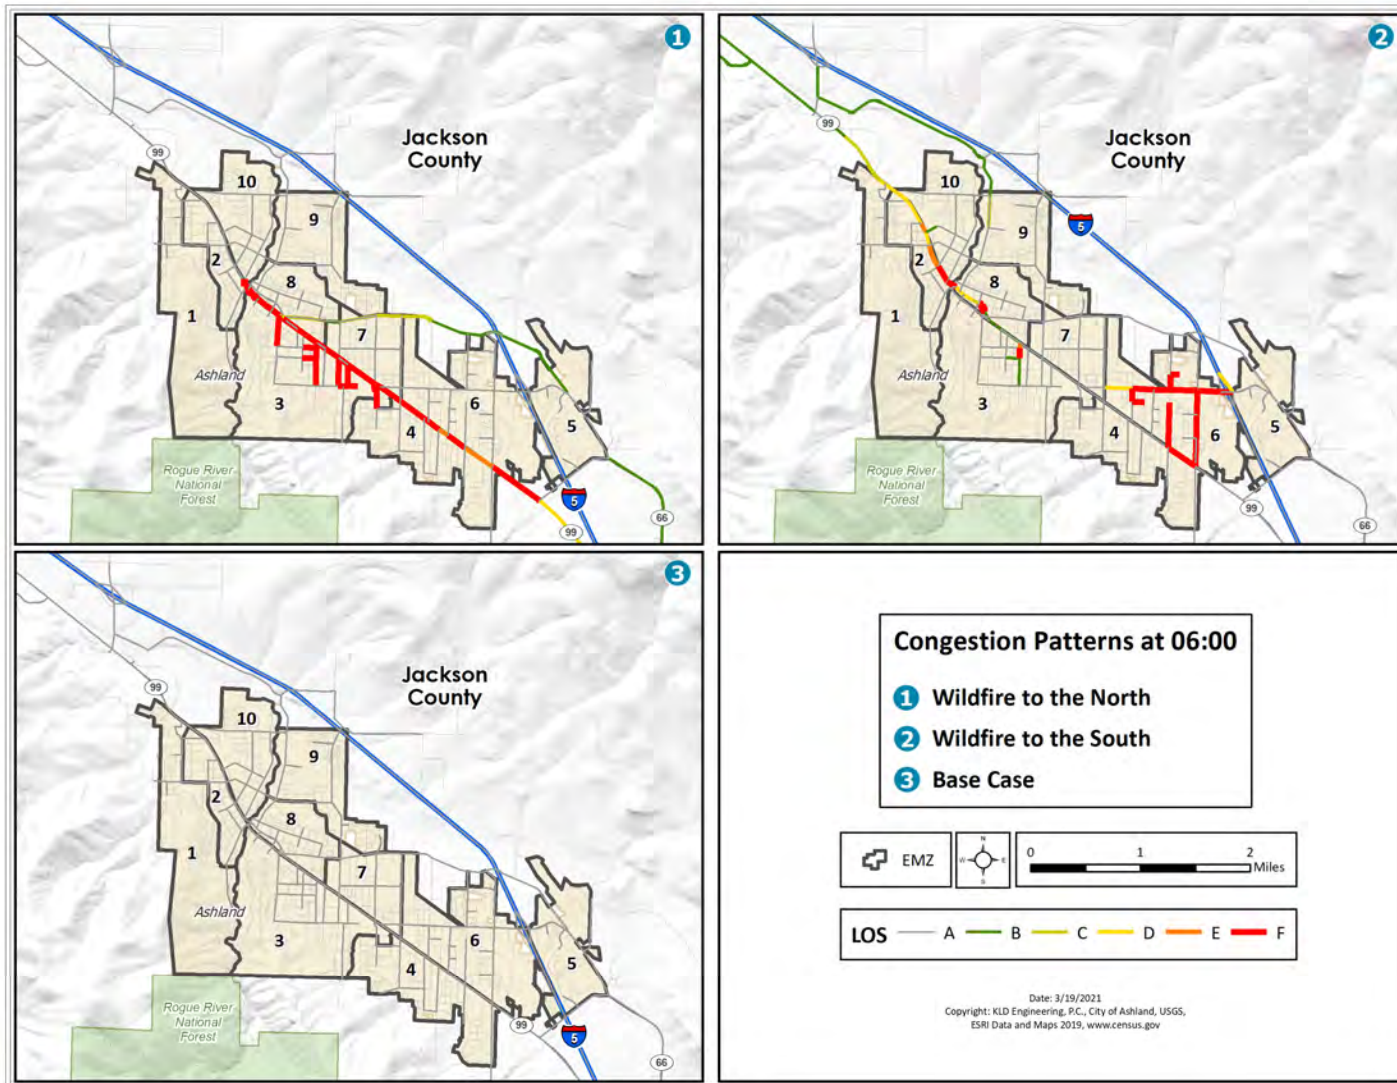 1
Jackson
County
99
10
9
2
8
1
7
Ashland
3
6
4
5
Rogue River
National
Forest
5
99
66
2
Jackson
County
99
5
10
9
2
8
1
7
Ashland
3
4
6
5
Rogue River
National
Forest
99
66
3
Jackson
County
99
10
9
2
8
1
7
Ashland
3
6
4
5
Rogue River
National
Forest
99
5
66
Congestion Patterns at 06:00
1 Wildfire to the North
2 Wildfire to the South
3 Base Case
EMZ
N
W E
S
0 1 2
Miles
LOS A B C D E F
Date: 3/19/2021
Copyright: KLD Engineering, P.C., City of Ashland, USGS,
ESRI Data and Maps 2019, www.census.gov